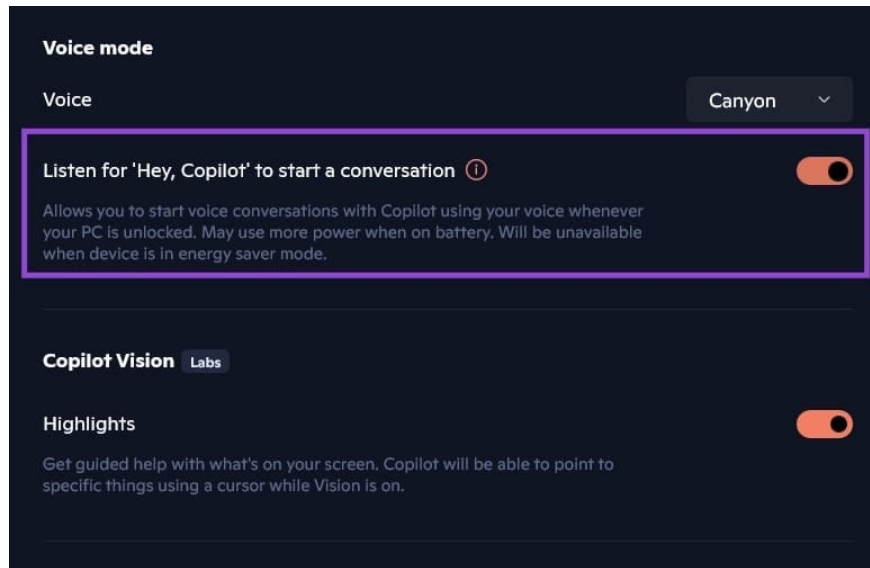 Voice mode
Voice
Canyon
Listen for 'Hey, Copilot' to start a conversation
Allows you to start voice conversations with Copilot using your voice whenever
your PC is unlocked. May use more power when on battery. Will be unavailable
when device is in energy saver mode.
Copilot Vision Labs
Highlights
Get guided help with what's on your screen. Copilot will be able to point to
specific things using a cursor while Vision is on.